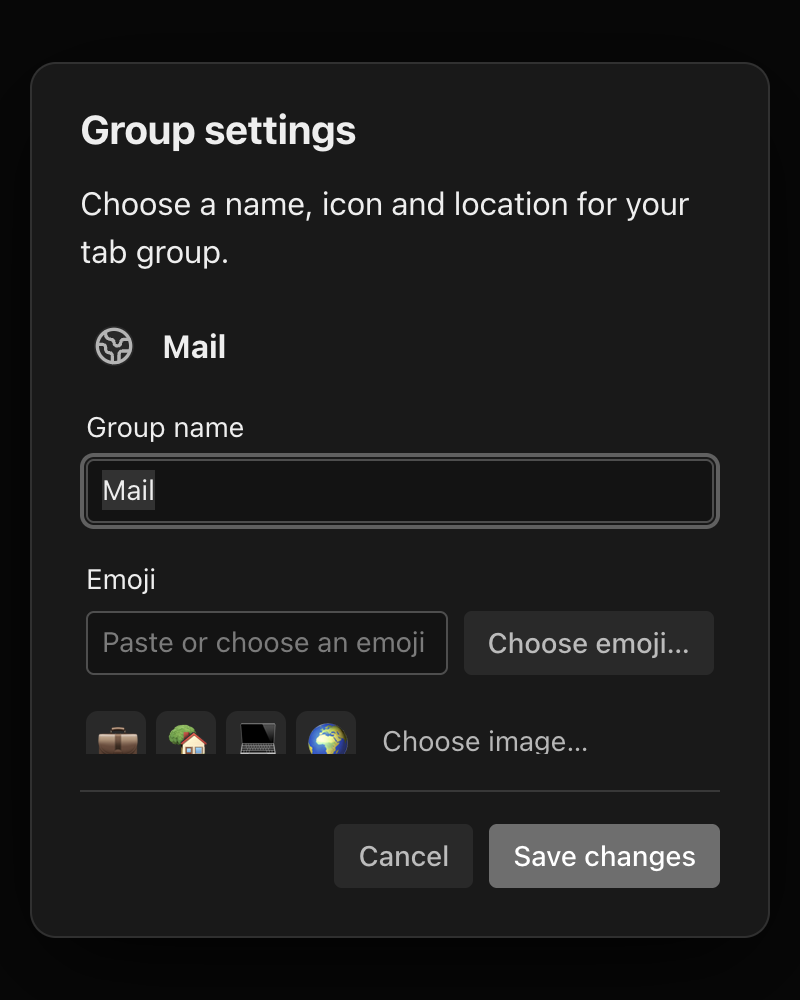 Group settings
Choose a name, icon and location for your
tab group.
Mail
Group name
Mail
Emoji
Paste or choose an emoji
Choose emoji...
Choose image...
Cancel
Save changes